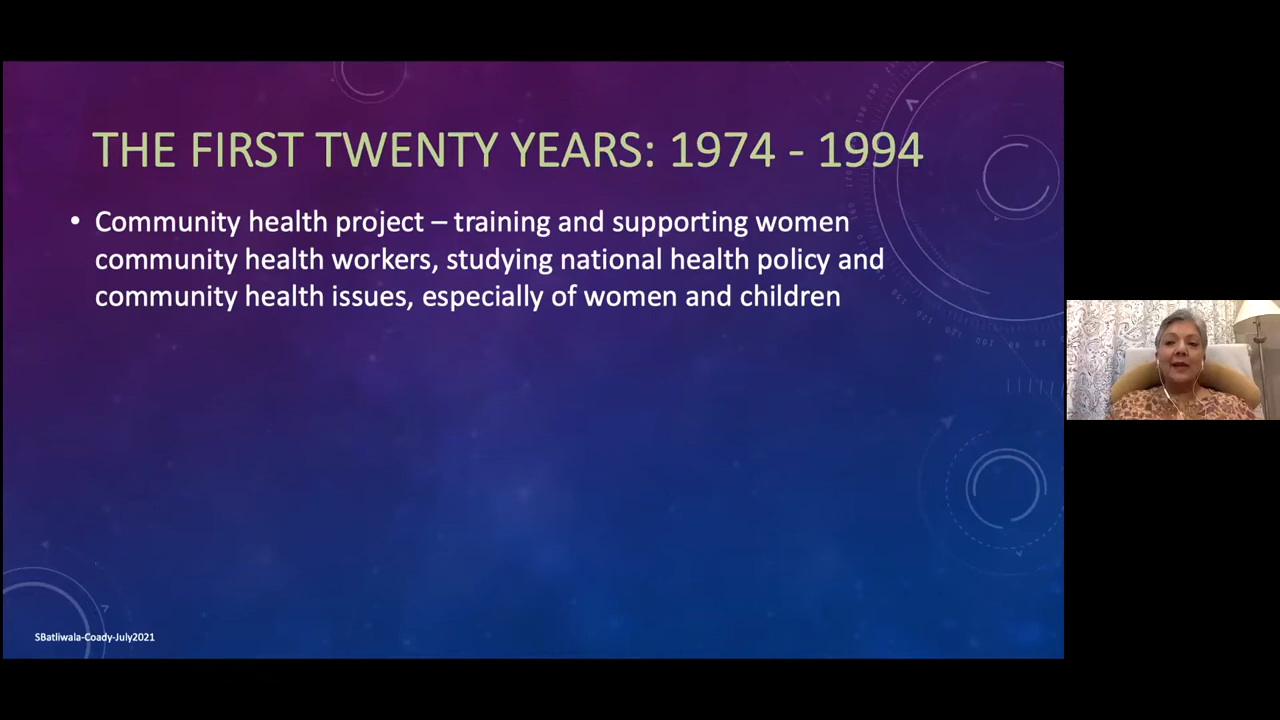 THE FIRST TWENTY YEARS: 1974 - 1994
• Community health project – training and supporting women
community health workers, studying national health policy and
community health issues, especially of women and children
SBatliwala-Coady-July2021